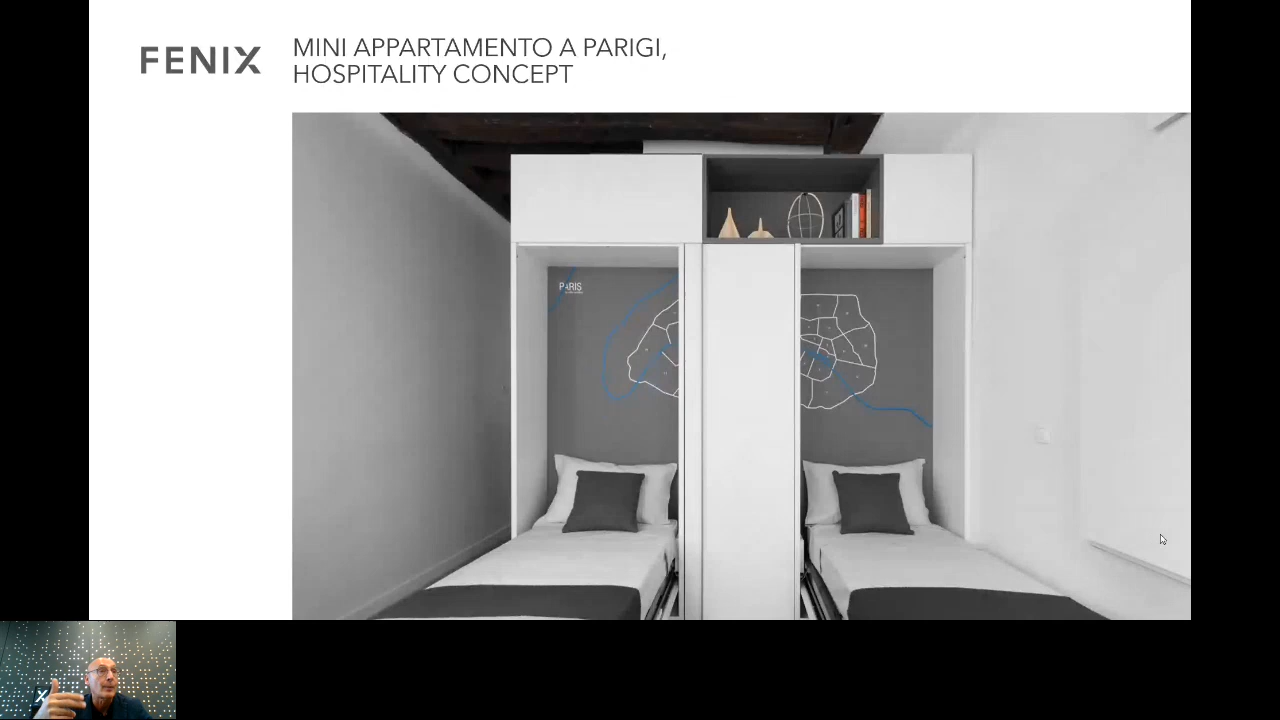 FENIX
MINI APPARTAMENTO A PARIGI,
HOSPITALITY CONCEPT
PARIS